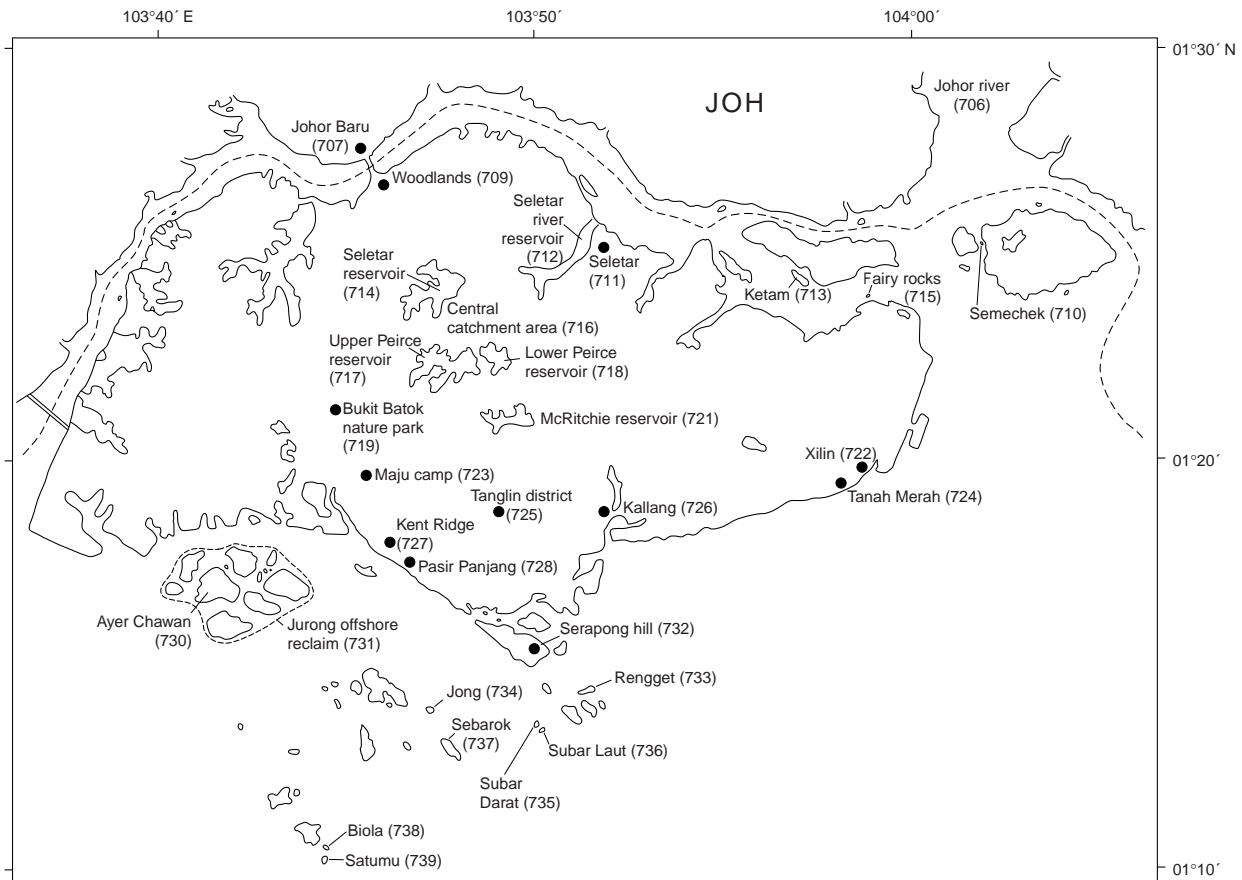 103°40´ E
103°50´
104°00´
01°30´ N
JOH
Johor river
(706)
Johor Baru
(707)
Woodlands (709)
Seletar
river
reservoir
(712)
Seletar
(711)
Seletar
reservoir
(714)
Ketam (713)
Fairy rocks
(715)
Semechek (710)
Central
catchment area (716)
Upper Peirce
reservoir
(717)
Lower Peirce
reservoir (718)
Bukit Batok
nature park
(719)
McRitchie reservoir (721)
Xilin (722)
01°20´
Maju camp (723)
Tanah Merah (724)
Tanglin district
(725)
Kallang (726)
Kent Ridge
(727)
Pasir Panjang (728)
Ayer Chawan
(730)
Jurong offshore
reclaim (731)
Serapong hill (732)
Rengget (733)
Jong (734)
Sebarok
(737)
Subar Laut (736)
Subar
Darat (735)
Biola (738)
Satumu (739)
01°10´